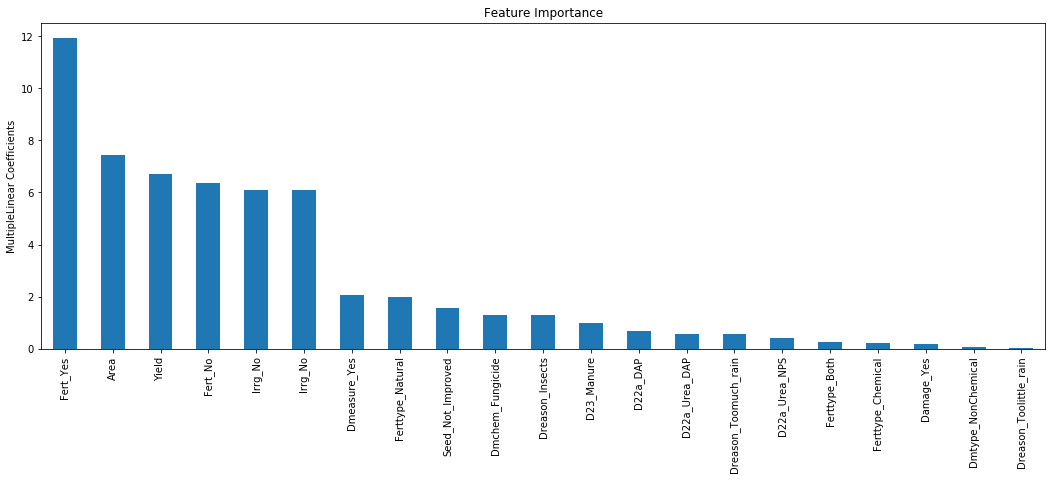 Feature Importance
MultipleLinear Coefficients
12
10
8
6
4
2
0
Fert_Yes
Area
Yield
Fert_No
Irrg_No
Irrg_No
Dmeasure_Yes
Ferttype_Natural
Seed_Not_Improved
Dmchem_Fungicide
Dreason_Insects
D23_Manure
D22a_DAP
D22a_Urea_DAP
Dreason_Toomuch_rain
D22a_Urea_NPS
Ferttype_Both
Ferttype_Chemical
Damage_Yes
Dmtype_NonChemical
Dreason_Toolittle_rain